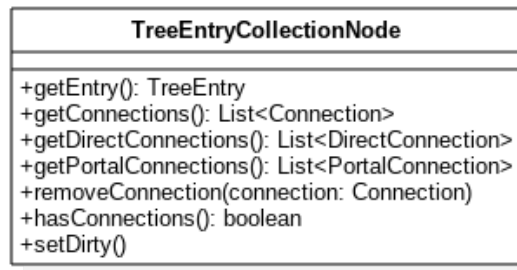 TreeEntryCollectionNode
+getEntry(): TreeEntry
+getConnections(): List<Connection>
+getDirectConnections(): List<DirectConnection>
+getPortalConnections(): List<PortalConnection>
+removeConnection(connection: Connection)
+hasConnections(): boolean
+setDirty()